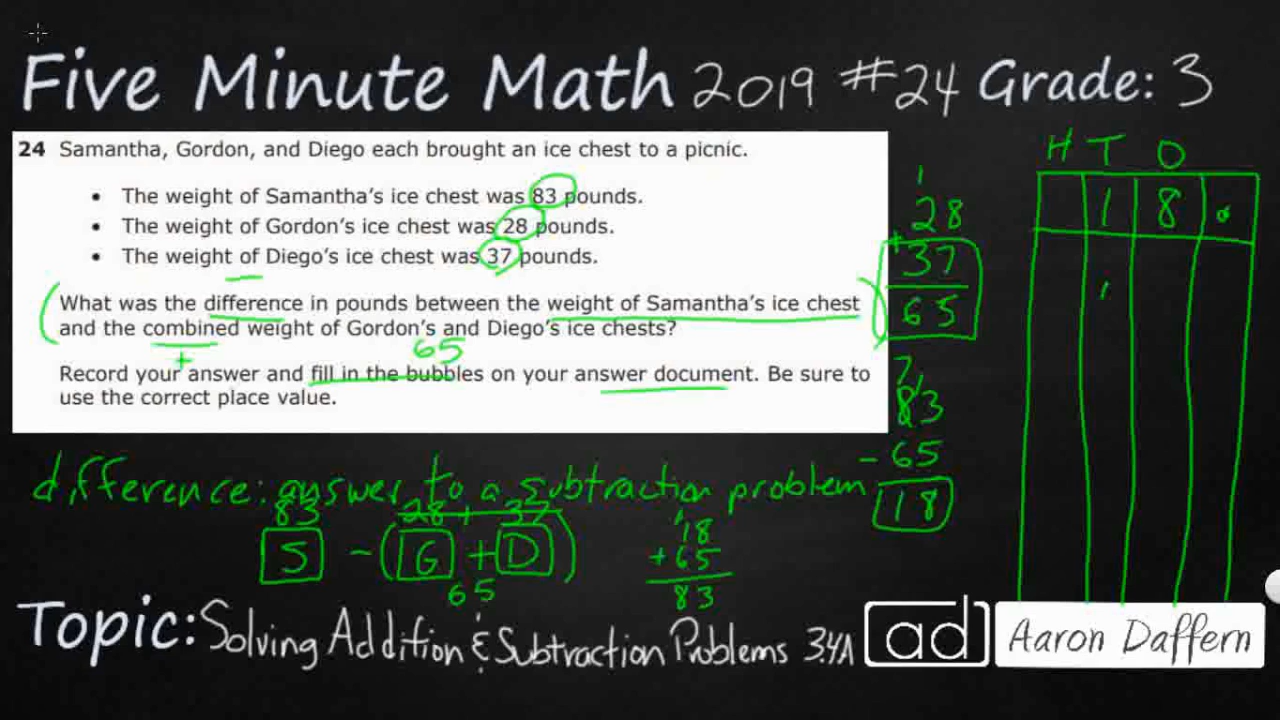 Five Minute Math 2019 #24 Grade: 3
24 Samantha, Gordon, and Diego each brought an ice chest to a picnic.
• The weight of Samantha's ice chest was 83 pounds.
• The weight of Gordon's ice chest was 28 pounds.
• The weight of Diego's ice chest was 37 pounds.
What was the difference in pounds between the weight of Samantha's ice chest
and the combined weight of Gordon's and Diego's ice chests?
+
65
Record your answer and fill in the bubbles on your answer document. Be sure to
use the correct place value.
1
28
+ 37
65
7 1
83
- 65
18
H T O
1 8 .
difference: answer to a subtraction problem
83 28 + 37
S - (G + D)
65
1
18
+ 65
83
Topic: Solving Addition & Subtraction Problems 3.4A
ad
Aaron Daffern